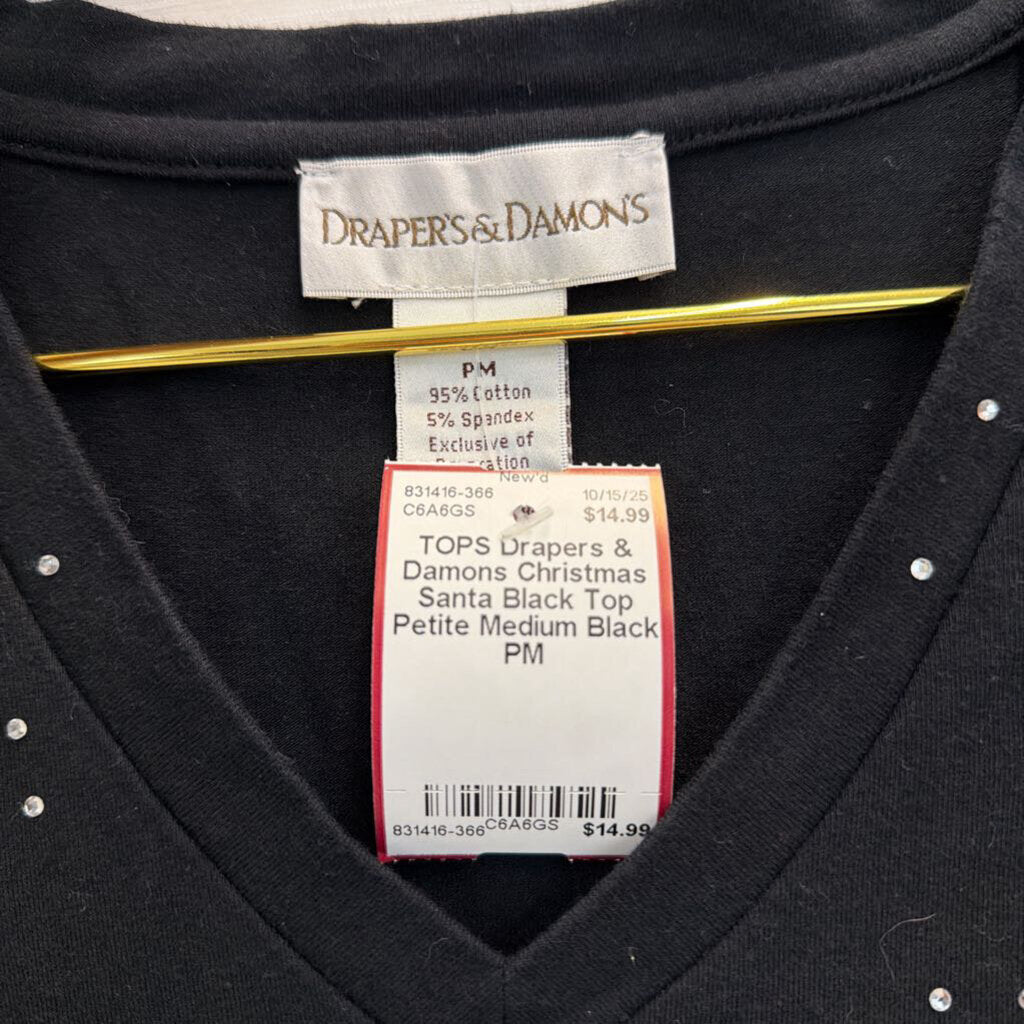 DRAPER'S & DAMON'S
PM
95% Cotton
5% Spandex
Exclusive of
New'd
831416-366 10/15/25
C6A6GS $14.99
TOPS Drapers &
Damons Christmas
Santa Black Top
Petite Medium Black
PM
831416-366 C6A6GS $14.99